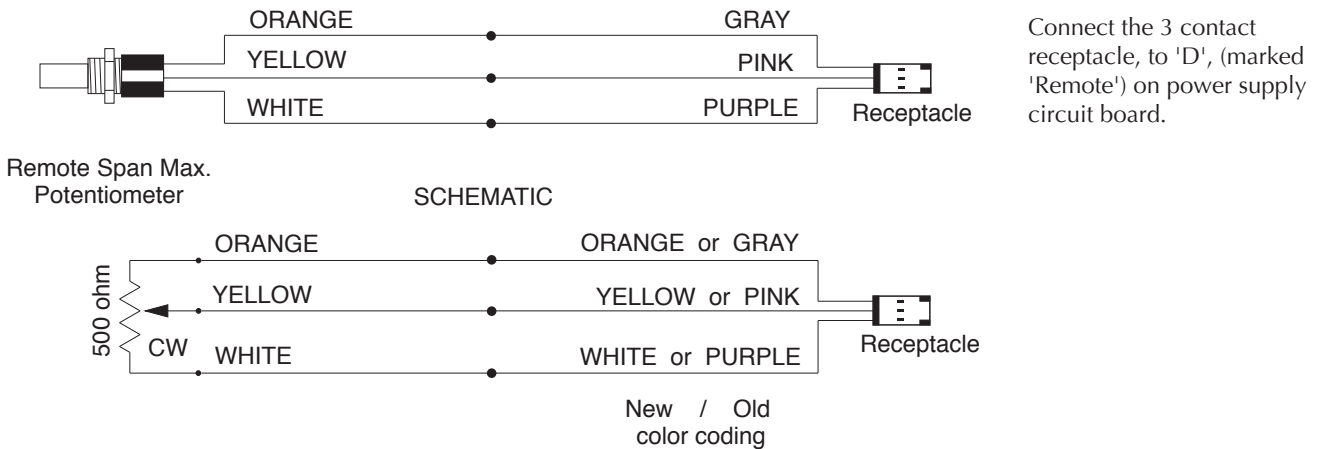 ORANGE GRAY
YELLOW PINK
WHITE PURPLE
Receptacle
Connect the 3 contact
receptacle, to 'D', (marked
'Remote') on power supply
circuit board.
Remote Span Max.
Potentiometer
SCHEMATIC
ORANGE ORANGE or GRAY
500 ohm
YELLOW YELLOW or PINK
CW
WHITE WHITE or PURPLE
Receptacle
New / Old
color coding